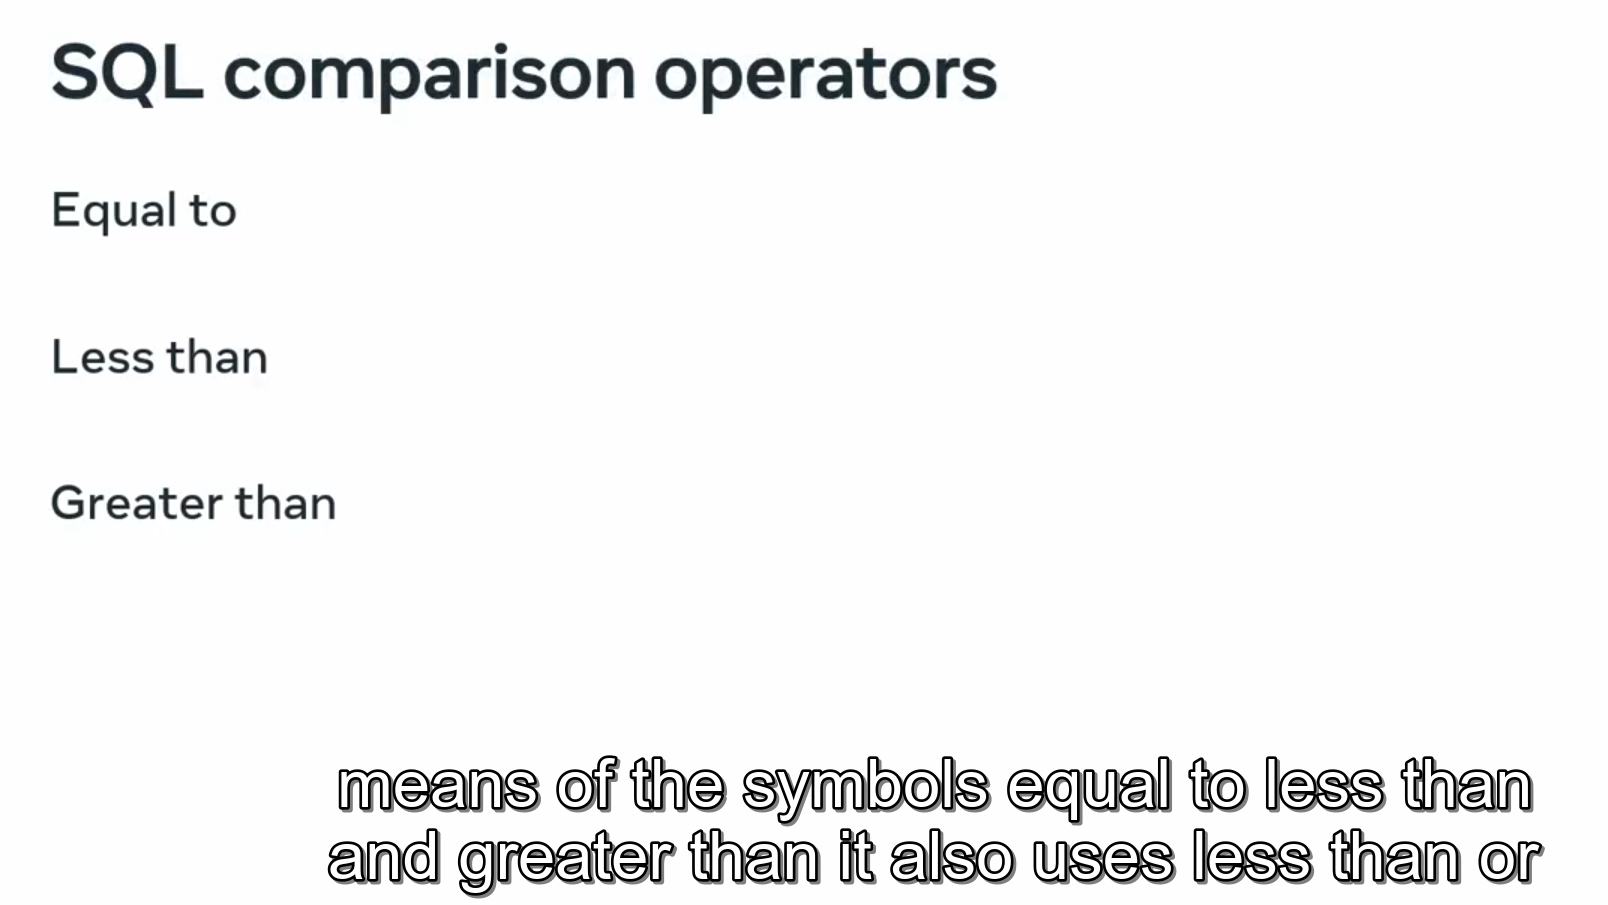 SQL comparison operators
Equal to
Less than
Greater than
means of the symbols equal to less than
and greater than it also uses less than or